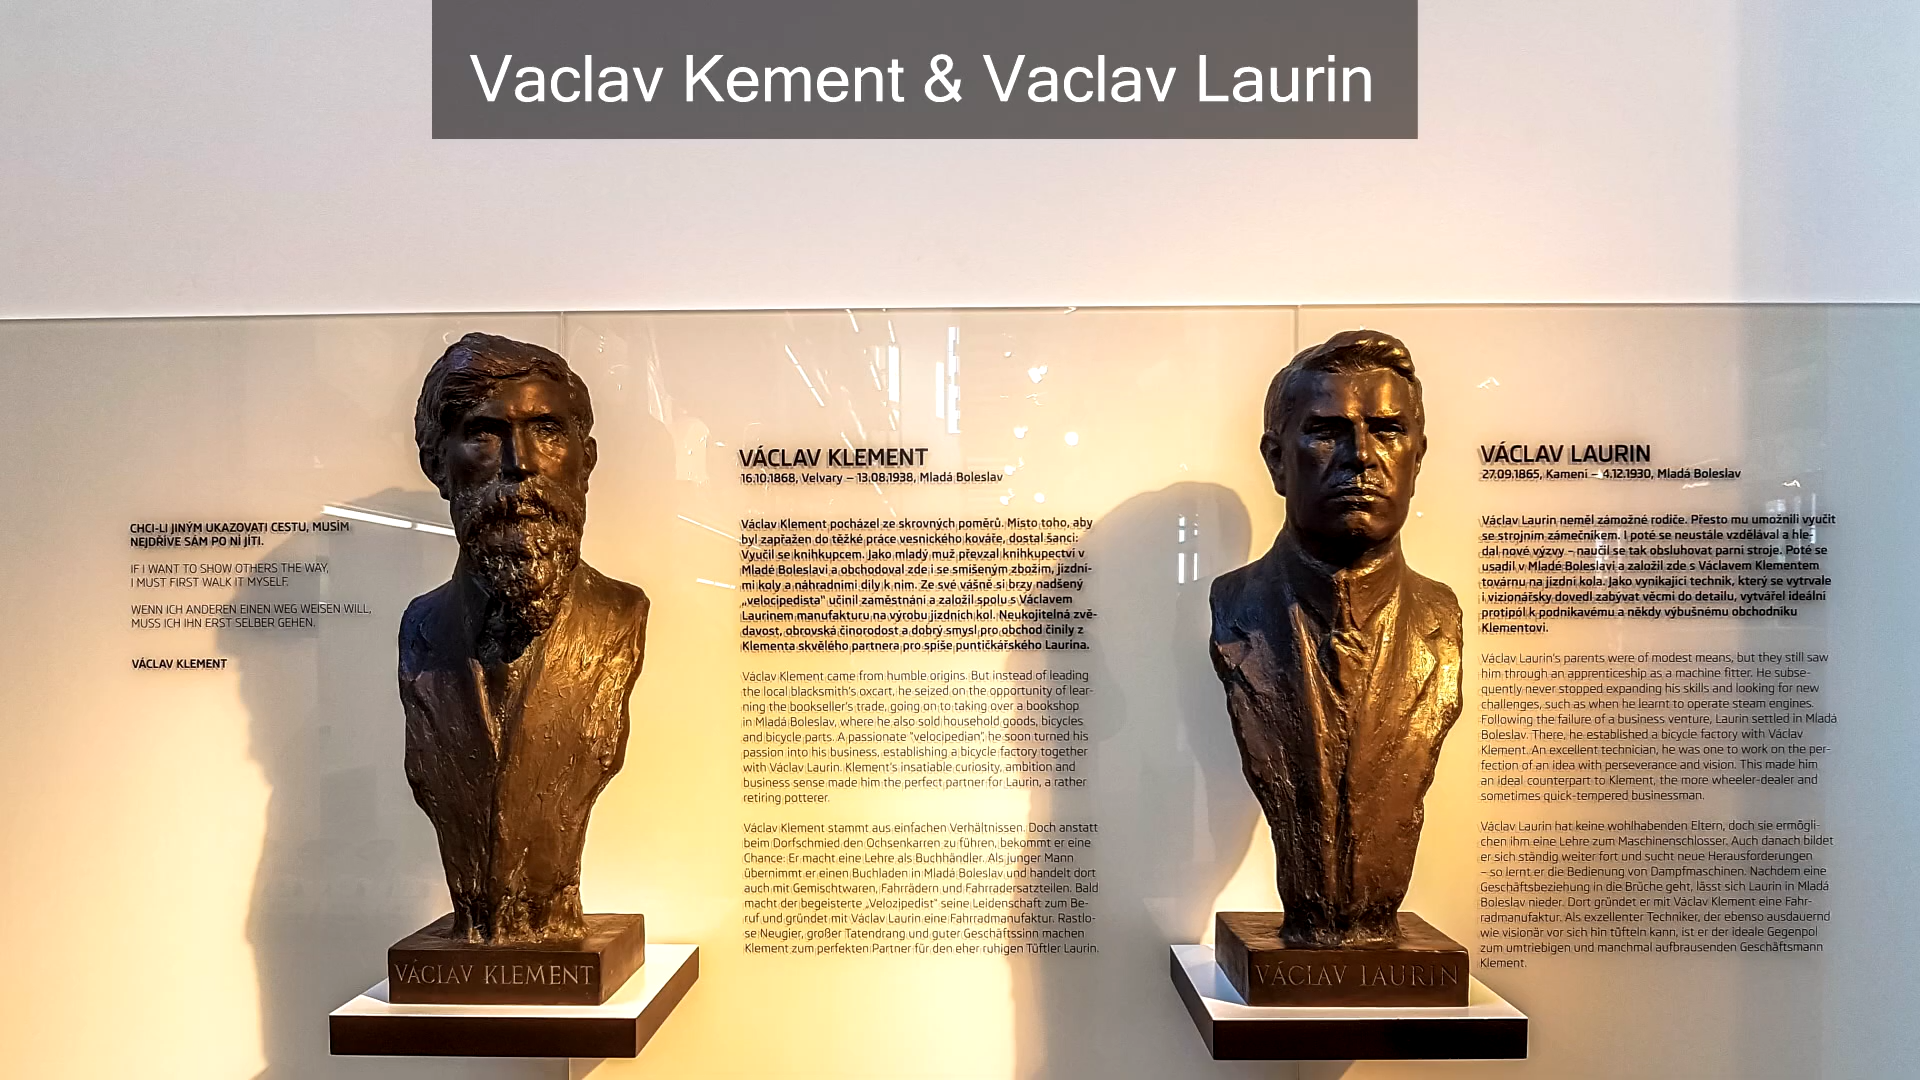 Vaclav Kement & Vaclav Laurin
CHCI-LI JINÝM UKAZOVATI CESTU, MUSÍM
NEJDŘÍVE SÁM PO NÍ JÍTI.
IF I WANT TO SHOW OTHERS THE WAY,
I MUST FIRST WALK IT MYSELF.
WENN ICH ANDEREN EINEN WEG WEISEN WILL,
MUSS ICH IHN ERST SELBER GEHEN.
VÁCLAV KLEMENT
VÁCLAV KLEMENT
VÁCLAV KLEMENT
16.10.1868, Velvary – 13.08.1938, Mladá Boleslav
Václav Klement pocházel ze skrovných poměrů. Místo toho, aby
byl zapřažen do těžké práce vesnického kováře, dostal šanci:
Vyučil se knihkupcem. Jako mladý muž převzal knihkupectví v
Mladé Boleslavi a obchodoval zde i se smíšeným zbožím, jízdní-
mi koly a náhradními díly k nim. Ze své vášně si brzy nadšený
„velocipedista" učinil zaměstnání a založil spolu s Václavem
Laurinem manufakturu na výrobu jízdních kol. Neukojitelná zvě-
davost, obrovská činorodost a dobrý smysl pro obchod činily z
Klementa skvělého partnera pro spíše puntičkářského Laurina.
Václav Klement came from humble origins. But instead of leading
the local blacksmith's oxcart, he seized on the opportunity of lear-
ning the bookseller's trade, going on to taking over a bookshop
in Mladá Boleslav, where he also sold household goods, bicycles
and bicycle parts. A passionate "velocipedian", he soon turned his
passion into his business, establishing a bicycle factory together
with Václav Laurin. Klement's insatiable curiosity, ambition and
business sense made him the perfect partner for Laurin, a rather
retiring potterer.
Václav Klement stammt aus einfachen Verhältnissen. Doch anstatt
beim Dorfschmied den Ochsenkarren zu führen, bekommt er eine
Chance: Er macht eine Lehre als Buchhändler. Als junger Mann
übernimmt er einen Buchladen in Mladá Boleslav und handelt dort
auch mit Gemischtwaren, Fahrrädern und Fahrradersatzteilen. Bald
macht der begeisterte „Velozipedist" seine Leidenschaft zum Be-
ruf und gründet mit Václav Laurin eine Fahrradmanufaktur. Rastlo-
se Neugier, großer Tatendrang und guter Geschäftssinn machen
Klement zum perfekten Partner für den eher ruhigen Tüftler Laurin.
VÁCLAV LAURIN
VÁCLAV LAURIN
27.09.1865, Kamení – 4.12.1930, Mladá Boleslav
Václav Laurin neměl zámožné rodiče. Přesto mu umožnili vyučit
se strojním zámečníkem. I poté se neustále vzdělával a hle-
dal nové výzvy – naučil se tak obsluhovat parní stroje. Poté se
usadil v Mladé Boleslavi a založil zde s Václavem Klementem
továrnu na jízdní kola. Jako vynikající technik, který se vytrvale
i vizionářsky dovedl zabývat věcmi do detailu, vytvářel ideální
protipól k podnikavému a někdy výbušnému obchodníku
Klementovi.
Václav Laurin's parents were of modest means, but they still saw
him through an apprenticeship as a machine fitter. He subse-
quently never stopped expanding his skills and looking for new
challenges, such as when he learnt to operate steam engines.
Following the failure of a business venture, Laurin settled in Mladá
Boleslav. There, he established a bicycle factory with Václav
Klement. An excellent technician, he was one to work on the per-
fection of an idea with perseverance and vision. This made him
an ideal counterpart to Klement, the more wheeler-dealer and
sometimes quick-tempered businessman.
Václav Laurin hat keine wohlhabenden Eltern, doch sie ermögli-
chen ihm eine Lehre zum Maschinenschlosser. Auch danach bildet
er sich ständig weiter fort und sucht neue Herausforderungen
– so lernt er die Bedienung von Dampfmaschinen. Nachdem eine
Geschäftsbeziehung in die Brüche geht, lässt sich Laurin in Mladá
Boleslav nieder. Dort gründet er mit Václav Klement eine Fahr-
radmanufaktur. Als exzellenter Techniker, der ebenso ausdauernd
wie visionär vor sich hin tüfteln kann, ist er der ideale Gegenpol
zum umtriebigen und manchmal aufbrausenden Geschäftsmann
Klement.